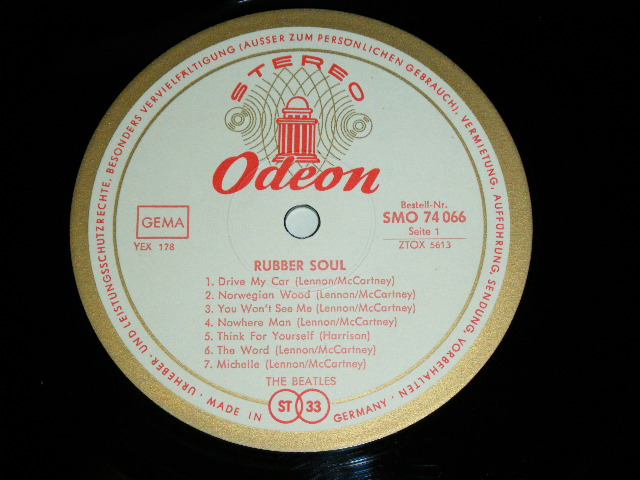 URHEBER- UND LEISTUNGSSCHUTZRECHTE, BESONDERS VERVIELFÄLTIGUNG (AUSSER ZUM PERSÖNLICHEN GEBRAUCH), VERMIETUNG, AUFFÜHRUNG, SENDUNG, VORBEHALTEN ·
STEREO
Odeon
GEMA
YEX 178
Bestell-Nr.
SMO 74 066
Seite 1
ZTOX 5613
RUBBER SOUL
1. Drive My Car (Lennon/McCartney)
2. Norwegian Wood (Lennon/McCartney)
3. You Won't See Me (Lennon/McCartney)
4. Nowhere Man (Lennon/McCartney)
5. Think For Yourself (Harrison)
6. The Word (Lennon/McCartney)
7. Michelle (Lennon/McCartney)
THE BEATLES
ST 33
· MADE IN GERMANY ·